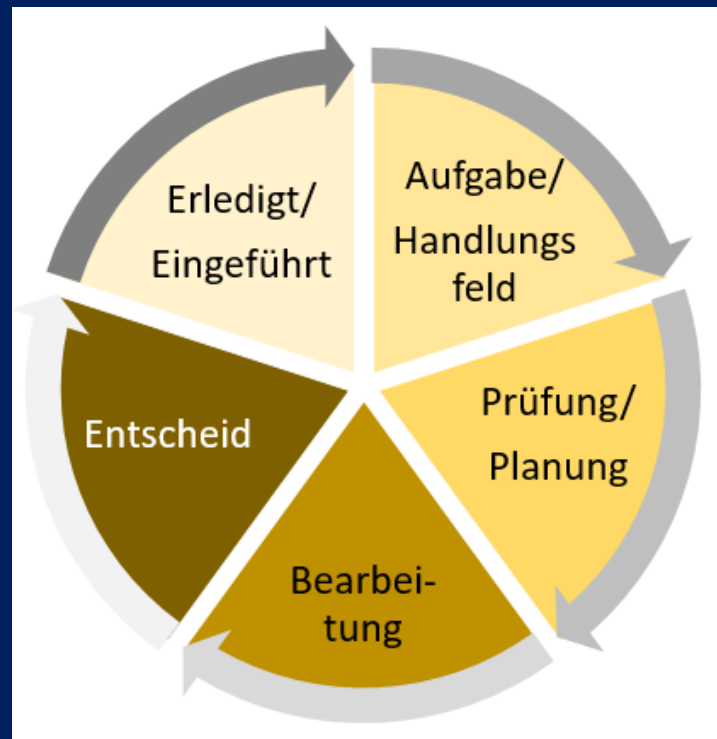 Aufgabe/
Handlungs
feld
Prüfung/
Planung
Bearbei-
tung
Entscheid
Erledigt/
Eingeführt